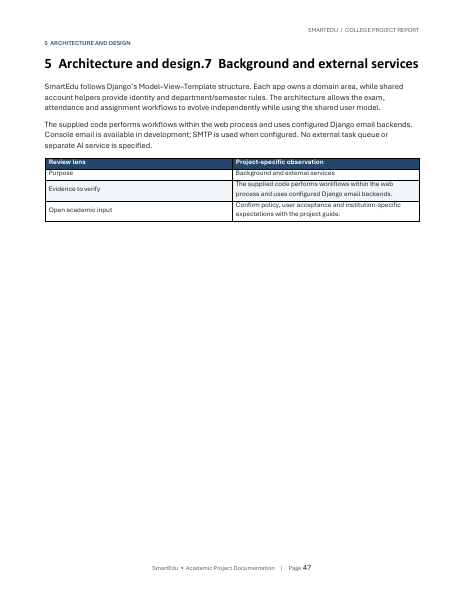 SMARTEDU / COLLEGE PROJECT REPORT
5 ARCHITECTURE AND DESIGN
5 Architecture and design.7 Background and external services
SmartEdu follows Django's Model–View–Template structure. Each app owns a domain area, while shared
account helpers provide identity and department/semester rules. The architecture allows the exam,
attendance and assignment workflows to evolve independently while using the shared user model.
The supplied code performs workflows within the web process and uses configured Django email backends.
Console email is available in development; SMTP is used when configured. No external task queue or
separate AI service is specified.
Review lens Project-specific observation
Purpose Background and external services
Evidence to verify The supplied code performs workflows within the web
process and uses configured Django email backends.
Open academic input Confirm policy, user acceptance and institution-specific
expectations with the project guide.
SmartEdu • Academic Project Documentation | Page 47